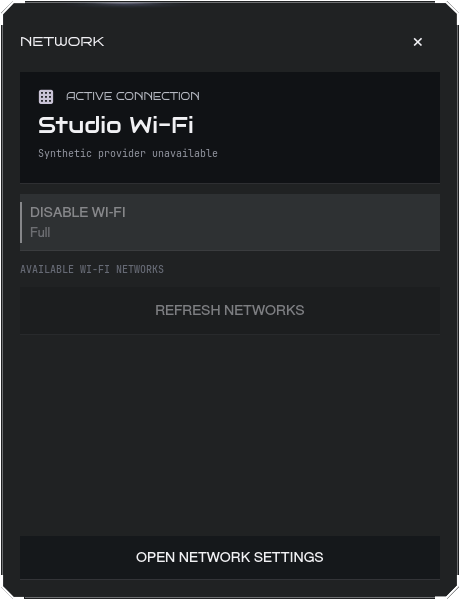 NETWORK
ACTIVE CONNECTION
Studio Wi-Fi
Synthetic provider unavailable
DISABLE WI-FI
Full
AVAILABLE WI-FI NETWORKS
REFRESH NETWORKS
OPEN NETWORK SETTINGS